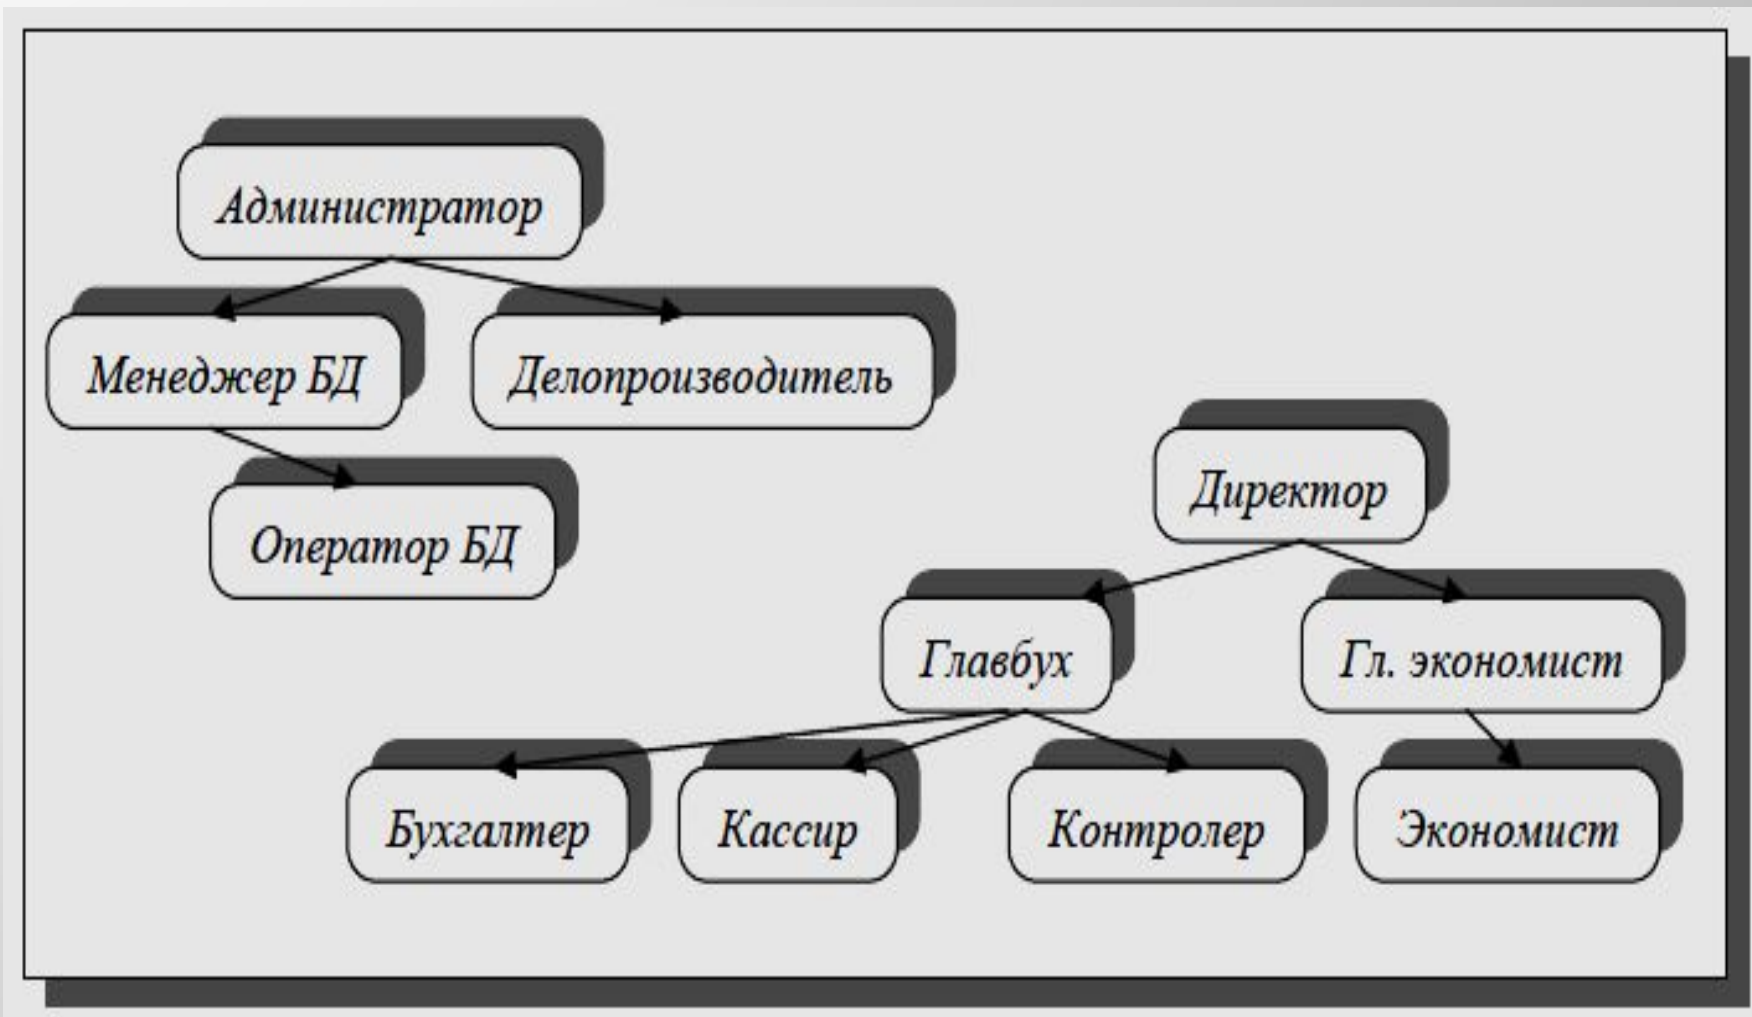 Администратор
Менеджер БД
Делопроизводитель
Оператор БД
Директор
Главбух
Гл. экономист
Бухгалтер
Кассир
Контролер
Экономист